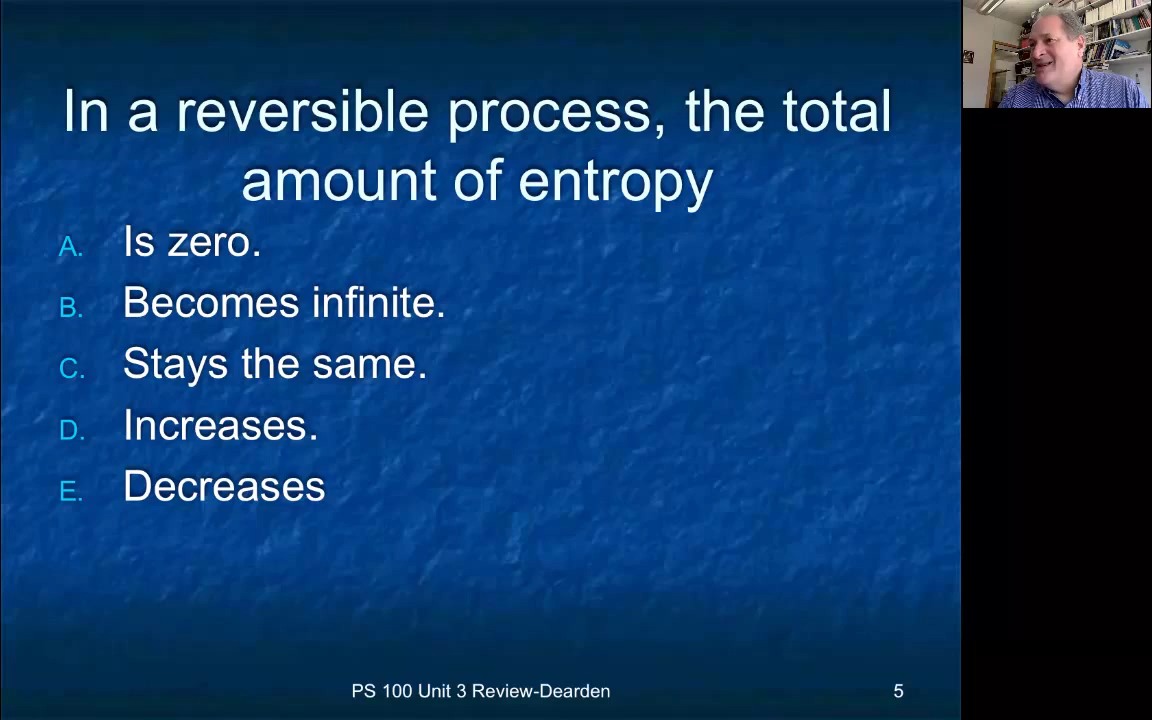 In a reversible process, the total
amount of entropy
A. Is zero.
B. Becomes infinite.
C. Stays the same.
D. Increases.
E. Decreases
PS 100 Unit 3 Review-Dearden
5